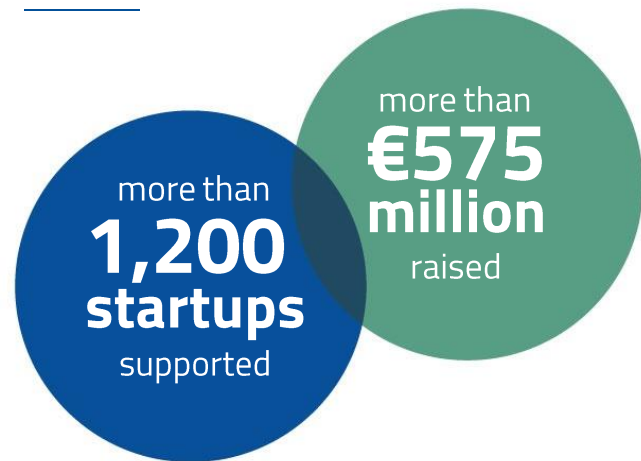 more than
1,200
startups
supported
more than
€575
million
raised